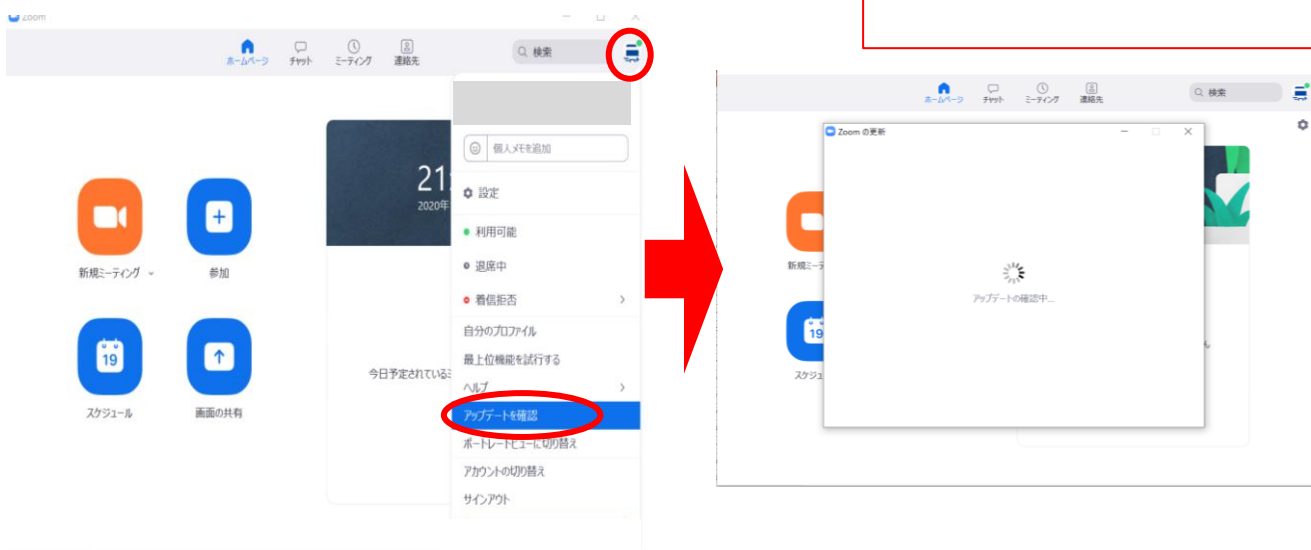 Zoom
ホームページ
チャット
ミーティング
連絡先
検索
個人メモを追加
設定
利用可能
退席中
着信拒否
自分のプロファイル
最上位機能を試行する
ヘルプ
アップデートを確認
ポートレートビューに切り替え
アカウントの切り替え
サインアウト
21:
2020年
新規ミーティング
参加
19
スケジュール
画面の共有
今日予定されている
ホームページ
チャット
ミーティング
連絡先
検索
Zoom の更新
アップデートの確認中...
新規ミーテ
19
スケジュ